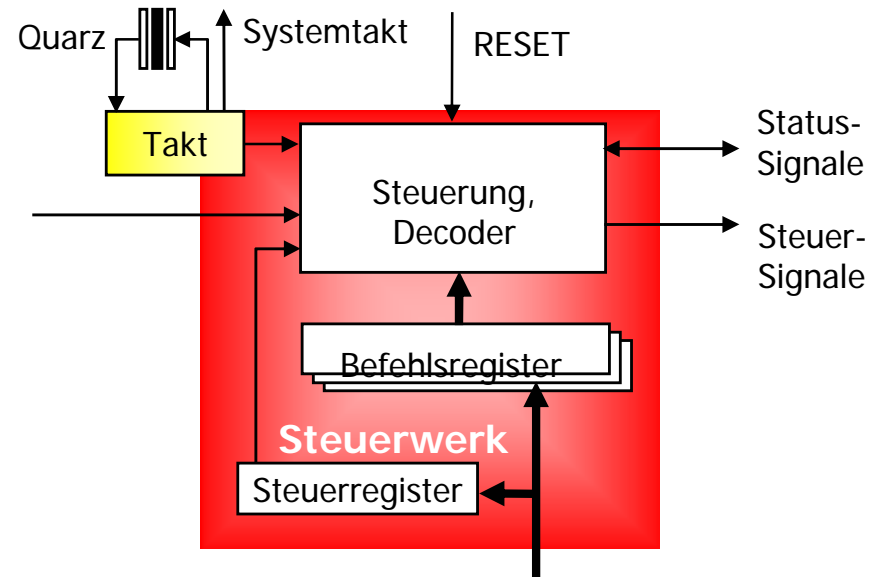 Quarz
Systemtakt
RESET
Takt
Status-
Signale
Steuerung,
Decoder
Steuer-
Signale
Befehlsregister
Steuerwerk
Steuerregister